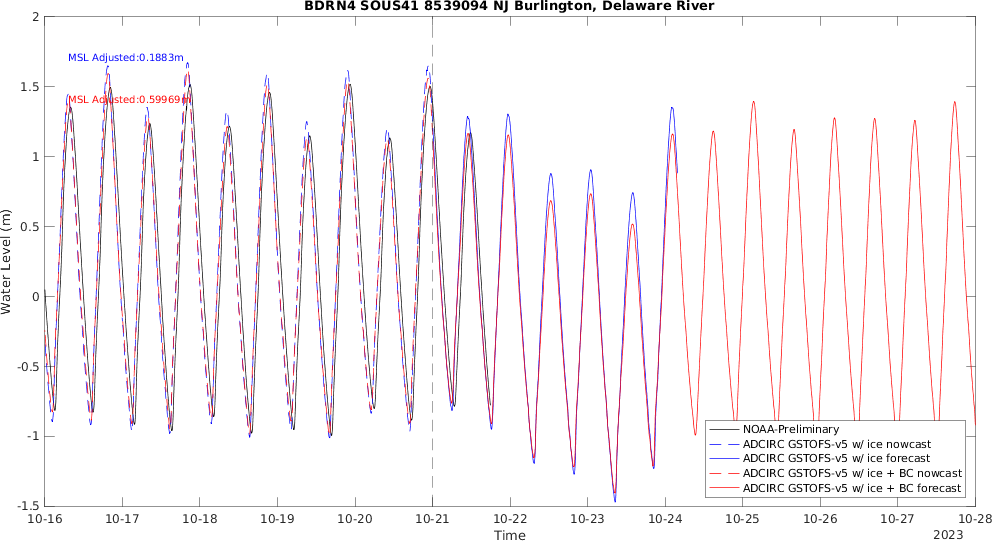 BDRN4 SOUS41 8539094 NJ Burlington, Delaware River
2
MSL Adjusted:0.1883m
1.5
MSL Adjusted:0.59969m
1
0.5
Water Level (m)
0
-0.5
-1
NOAA-Preliminary
ADCIRC GSTOFS-v5 w/ ice nowcast
ADCIRC GSTOFS-v5 w/ ice forecast
ADCIRC GSTOFS-v5 w/ ice + BC nowcast
ADCIRC GSTOFS-v5 w/ ice + BC forecast
-1.5
10-16 10-17 10-18 10-19 10-20 10-21 10-22 10-23 10-24 10-25 10-26 10-27 10-28
Time
2023